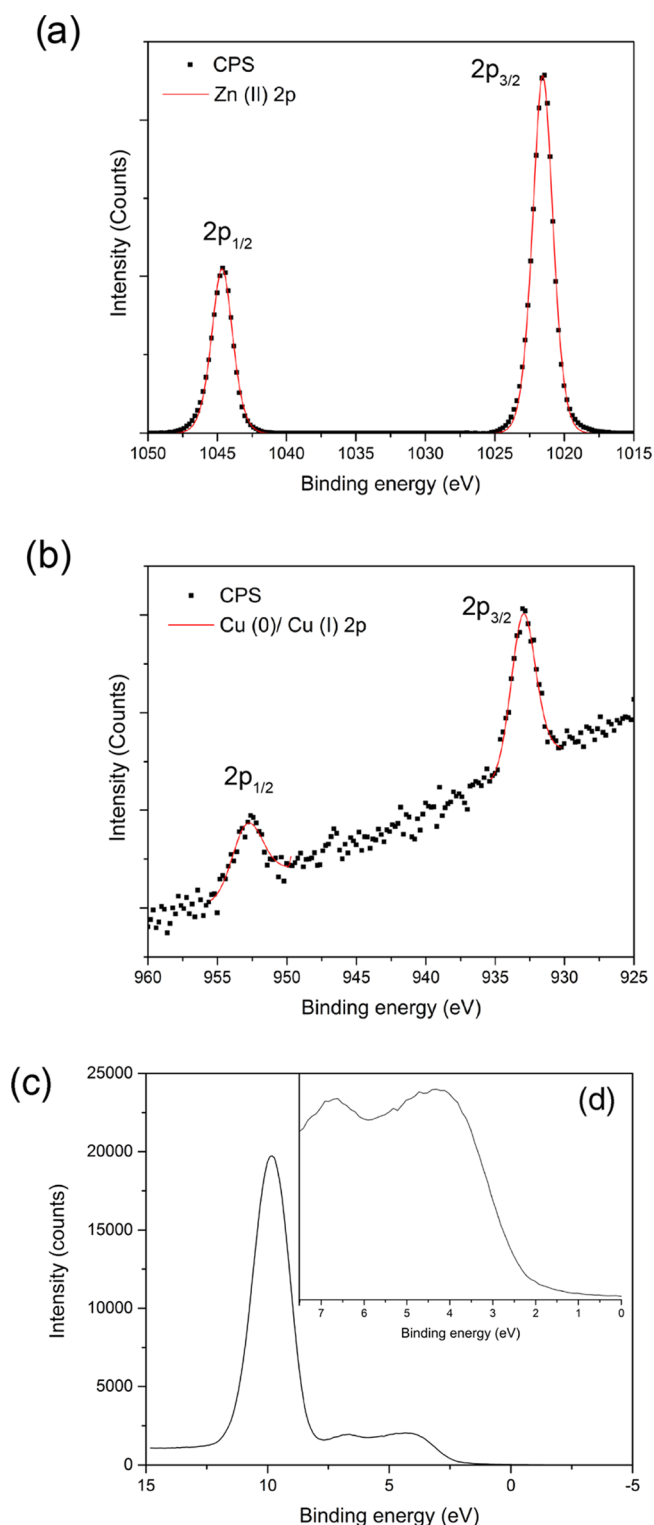 (a)
CPS
Zn (II) 2p
2p3/2
2p1/2
Intensity (Counts)
1050 1045 1040 1035 1030 1025 1020 1015
Binding energy (eV)
(b)
CPS
Cu (0)/ Cu (I) 2p
2p3/2
2p1/2
Intensity (Counts)
960 955 950 945 940 935 930 925
Binding energy (eV)
(c)
25000
20000
15000
10000
5000
0
Intensity (counts)
15 10 5 0 -5
Binding energy (eV)
(d)
7 6 5 4 3 2 1 0
Binding energy (eV)